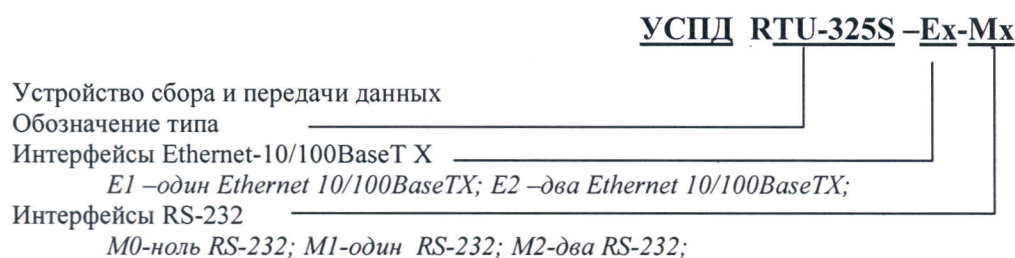 УСПД RTU-325S –Ex-Mx
Устройство сбора и передачи данных
Обозначение типа
Интерфейсы Ethernet-10/100BaseT X
E1 –один Ethernet 10/100BaseTX; E2 –два Ethernet 10/100BaseTX;
Интерфейсы RS-232
M0-ноль RS-232; M1-один RS-232; M2-два RS-232;